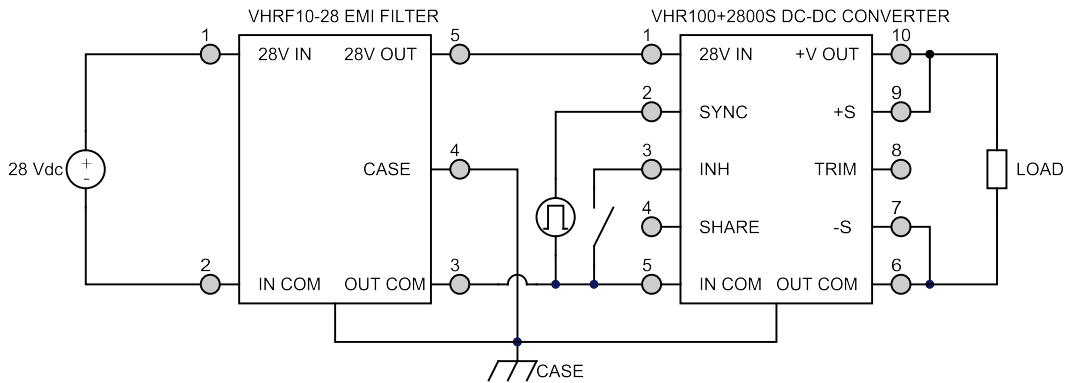 VHRF10-28 EMI FILTER
VHR100+2800S DC-DC CONVERTER
1 28V IN 28V OUT 5
1 28V IN +V OUT 10
2 SYNC +S 9
28 Vdc + -
CASE 4
3 INH TRIM 8
LOAD
4 SHARE -S 7
2 IN COM OUT COM 3
5 IN COM OUT COM 6
CASE